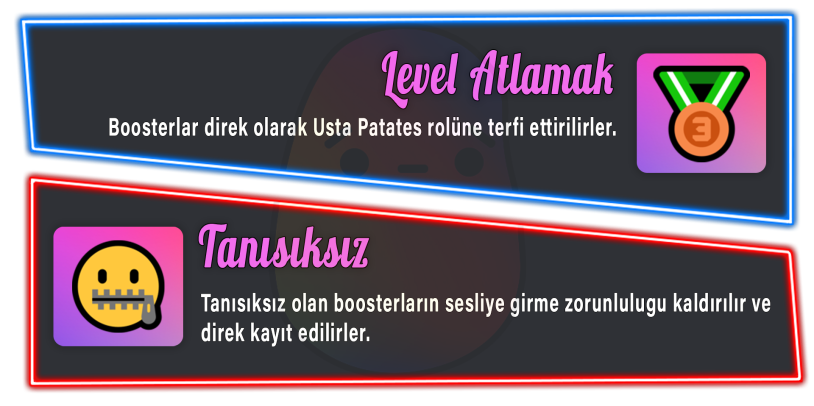 Level Atlamak
Boosterlar direk olarak Usta Patates rolüne terfi ettirilirler.
3
Tanısıksız
Tanısıksız olan boosterların sesliye girme zorunlulugu kaldırılır ve
direk kayıt edilirler.